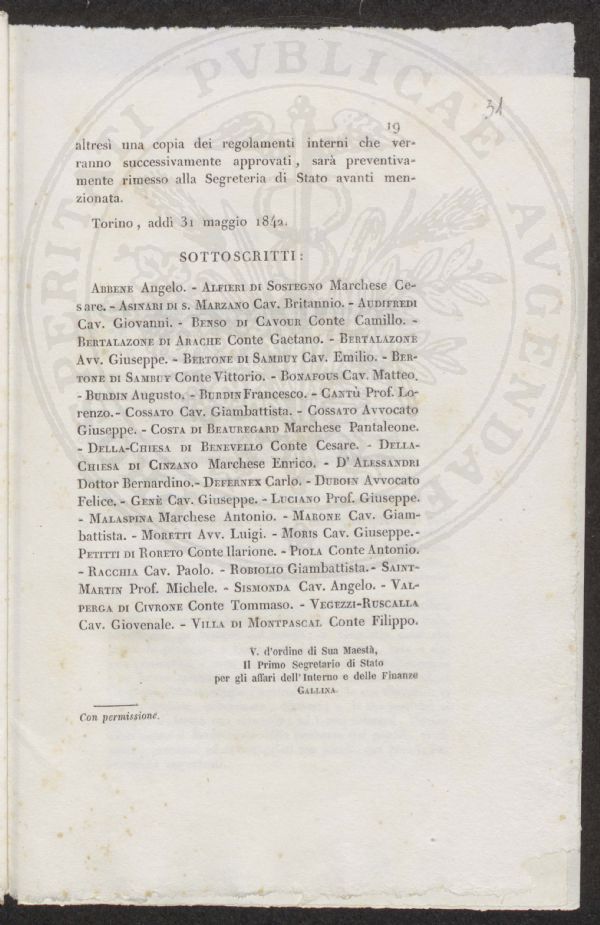 31
19
altresì una copia dei regolamenti interni che ver-
ranno successivamente approvati, sarà preventiva-
mente rimesso alla Segreteria di Stato avanti men-
zionata.
Torino, addì 31 maggio 1842.
SOTTOSCRITTI:
ABBENE Angelo. - ALFIERI DI SOSTEGNO Marchese Ce-
sare. - ASINARI DI S. MARZANO Cav. Britannio. - AUDIFREDI
Cav. Giovanni. - BENSO DI CAVOUR Conte Camillo. -
BERTALAZONE DI ARACHE Conte Gaetano. - BERTALAZONE
Avv. Giuseppe. - BERTONE DI SAMBUY Cav. Emilio. - BER-
TONE DI SAMBUY Conte Vittorio. - BONAFOUS Cav. Matteo.
- BURDIN Augusto. - BURDIN Francesco. - CANTÙ Prof. Lo-
renzo. - COSSATO Cav. Giambattista. - COSSATO Avvocato
Giuseppe. - COSTA DI BEAUREGARD Marchese Pantaleone.
- DELLA-CHIESA DI BENEVELLO Conte Cesare. - DELLA-
CHIESA DI CINZANO Marchese Enrico. - D' ALESSANDRI
Dottor Bernardino. - DEFERNEX Carlo. - DUBOIN Avvocato
Felice. - GENÈ Cav. Giuseppe. - LUCIANO Prof. Giuseppe.
- MALASPINA Marchese Antonio. - MARONE Cav. Giam-
battista. - MORETTI Avv. Luigi. - MORIS Cav. Giuseppe. -
PETITTI DI RORETO Conte Ilarione. - PIOLA Conte Antonio.
- RACCHIA Cav. Paolo. - ROBIOLIO Giambattista. - SAINT-
MARTIN Prof. Michele. - SISMONDA Cav. Angelo. - VAL-
PERGA DI CIVRONE Conte Tommaso. - VEGEZZI-RUSCALLA
Cav. Giovenale. - VILLA DI MONTPASCAL Conte Filippo.
V. d'ordine di Sua Maestà,
Il Primo Segretario di Stato
per gli affari dell'Interno e delle Finanze
GALLINA.
Con permissione.